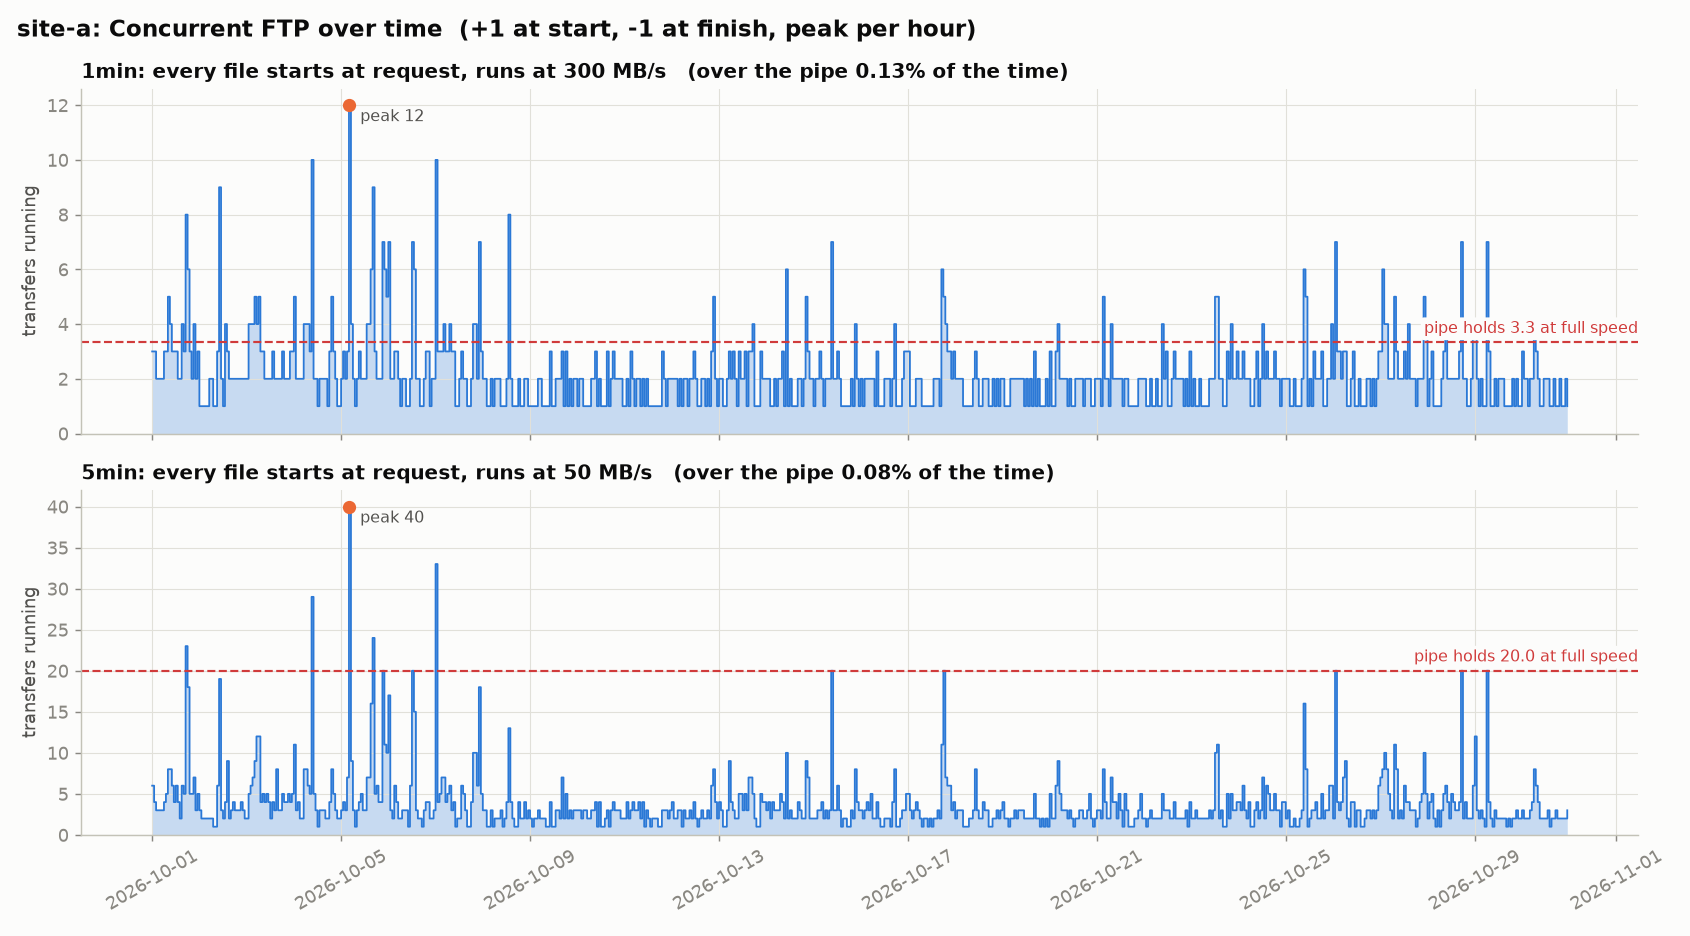 site-a: Concurrent FTP over time  (+1 at start, -1 at finish, peak per hour)
1min: every file starts at request, runs at 300 MB/s   (over the pipe 0.13% of the time)
transfers running
12
10
8
6
4
2
0
peak 12
pipe holds 3.3 at full speed
5min: every file starts at request, runs at 50 MB/s   (over the pipe 0.08% of the time)
transfers running
40
35
30
25
20
15
10
5
0
peak 40
pipe holds 20.0 at full speed
2026-10-01
2026-10-05
2026-10-09
2026-10-13
2026-10-17
2026-10-21
2026-10-25
2026-10-29
2026-11-01